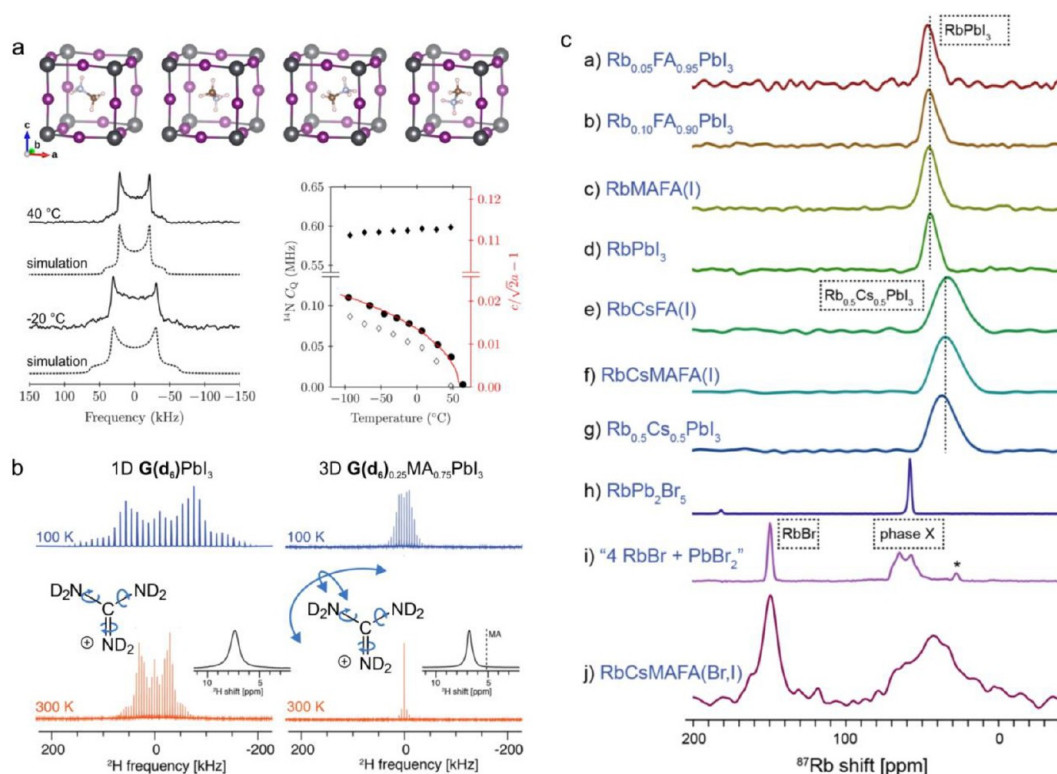 a
c
b
a
40 °C
simulation
-20 °C
simulation
150 100 50 0 -50 -100 -150
Frequency (kHz)
0.65
0.60
0.55
0.10
0.05
0.00
¹⁴N C_Q (MHz)
0.12
0.11
0.02
0.01
0.00
c/√2a − 1
-100 -50 0 50
Temperature (°C)
b
1D G(d₆)PbI₃
3D G(d₆)₀.₂₅MA₀.₇₅PbI₃
100 K
100 K
D₂N
ND₂
C
⊕ ND₂
D₂N
ND₂
C
⊕ ND₂
10 5
²H shift [ppm]
MA
10 5
²H shift [ppm]
300 K
300 K
200 0 -200
²H frequency [kHz]
200 0 -200
²H frequency [kHz]
c
RbPbI₃
a) Rb₀.₀₅FA₀.₉₅PbI₃
b) Rb₀.₁₀FA₀.₉₀PbI₃
c) RbMAFA(I)
d) RbPbI₃
Rb₀.₅Cs₀.₅PbI₃
e) RbCsFA(I)
f) RbCsMAFA(I)
g) Rb₀.₅Cs₀.₅PbI₃
h) RbPb₂Br₅
RbBr
phase X
i) “4 RbBr + PbBr₂”
*
j) RbCsMAFA(Br,I)
200 100 0
⁸⁷Rb shift [ppm]